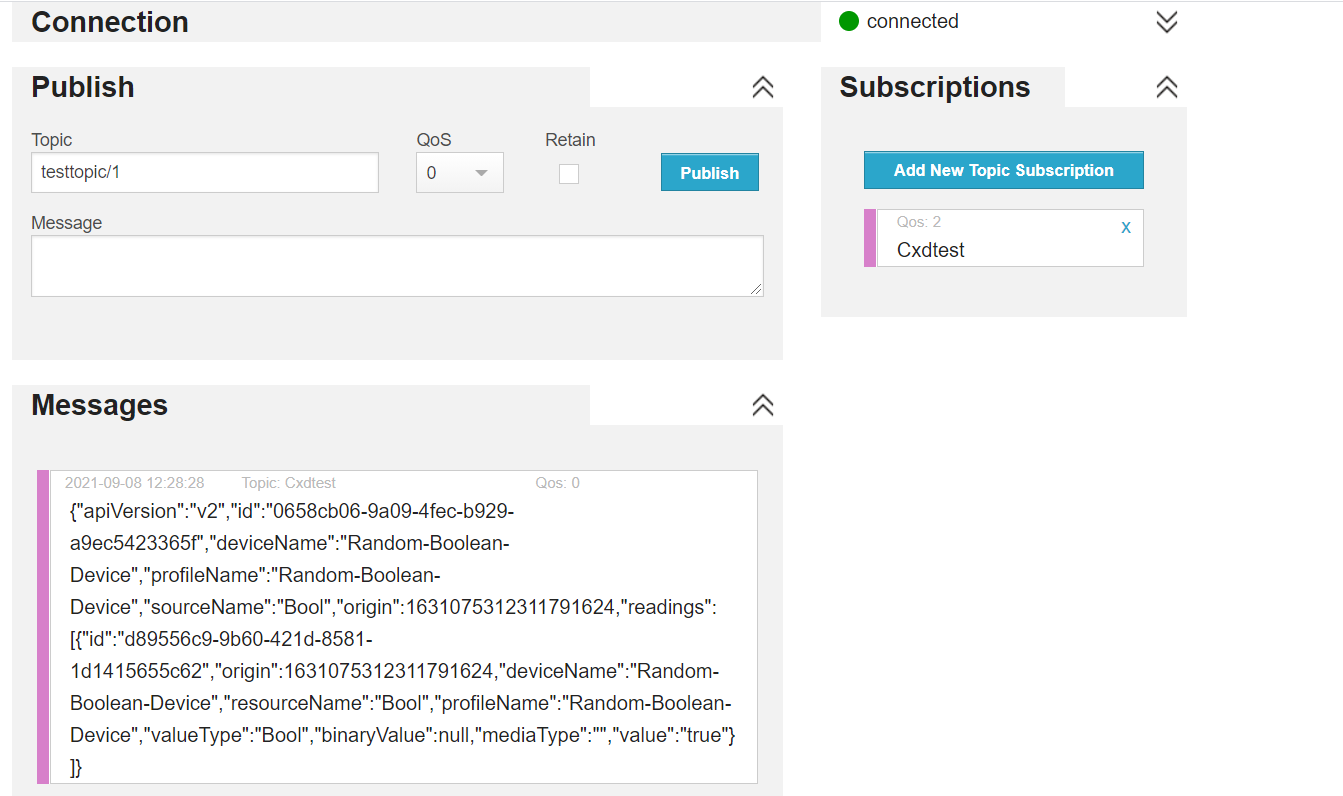 Connection
connected
Publish
Topic QoS Retain
testtopic/1 0 Publish
Message
Subscriptions
Add New Topic Subscription
Qos: 2 x
Cxdtest
Messages
2021-09-08 12:28:28 Topic: Cxdtest Qos: 0
{"apiVersion":"v2","id":"0658cb06-9a09-4fec-b929-
a9ec5423365f","deviceName":"Random-Boolean-
Device","profileName":"Random-Boolean-
Device","sourceName":"Bool","origin":1631075312311791624,"readings":
[{"id":"d89556c9-9b60-421d-8581-
1d1415655c62","origin":1631075312311791624,"deviceName":"Random-
Boolean-Device","resourceName":"Bool","profileName":"Random-Boolean-
Device","valueType":"Bool","binaryValue":null,"mediaType":"","value":"true"}
]}